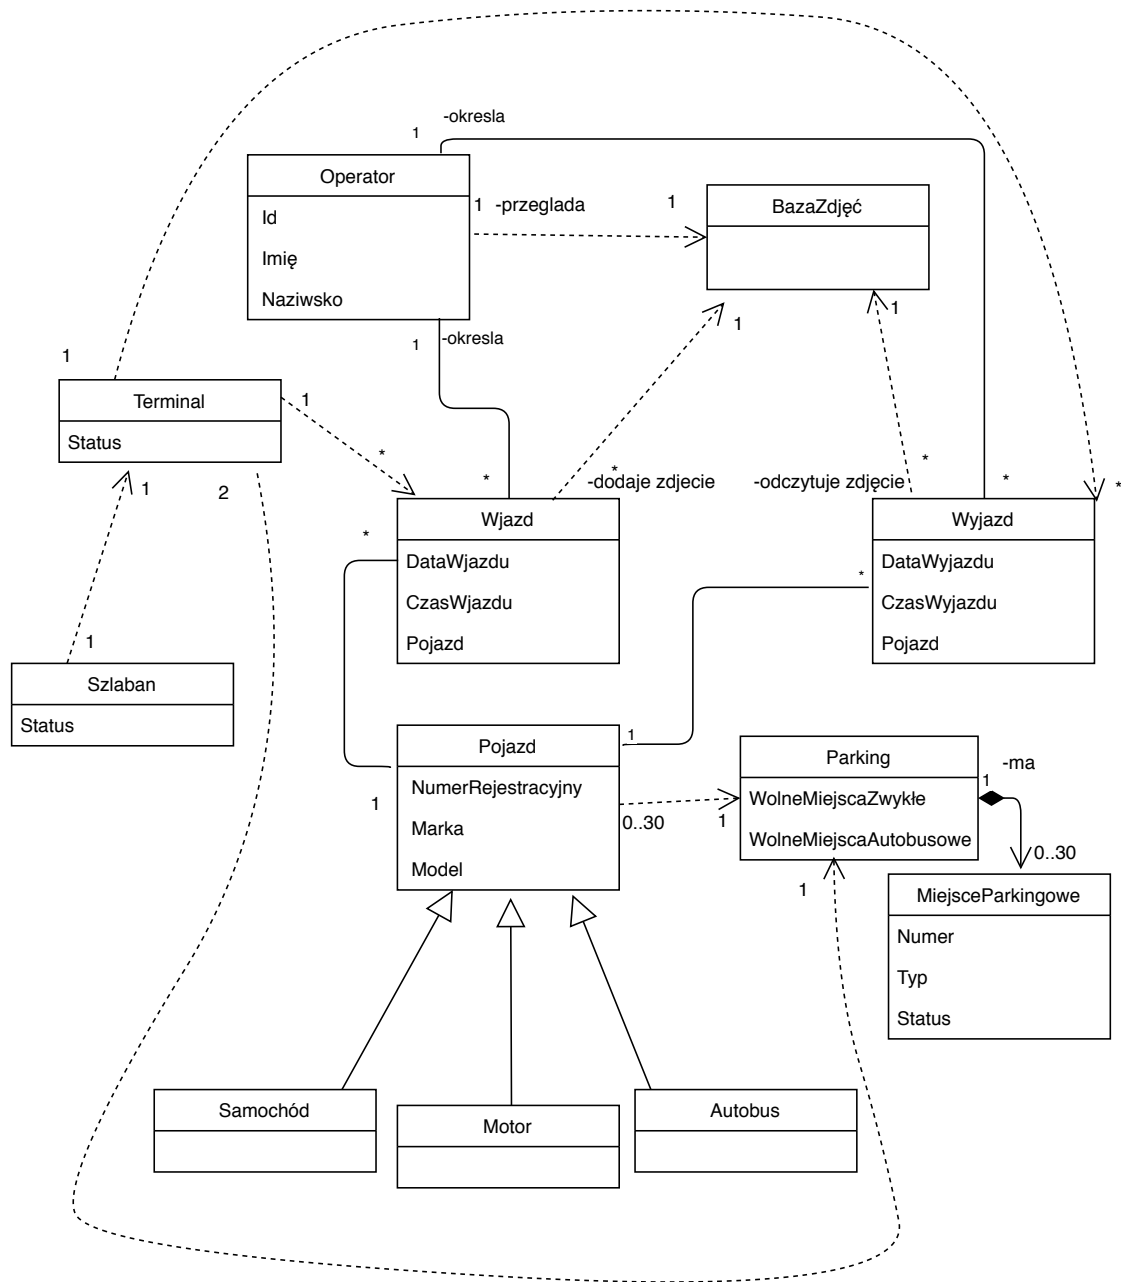 -okresla
1
Operator
Id
Imię
Naziwsko
1
-przeglada
1
BazaZdjęć
1
-okresla
1
1
1
Terminal
Status
1
*
1
2
*
*
-dodaje zdjecie
-odczytuje zdjęcie
*
*
*
Wjazd
DataWjazdu
CzasWjazdu
Pojazd
*
Wyjazd
DataWyjazdu
CzasWyjazdu
Pojazd
*
1
Szlaban
Status
1
Pojazd
NumerRejestracyjny
Marka
Model
1
0..30
1
Parking
WolneMiejscaZwykłe
WolneMiejscaAutobusowe
-ma
1
0..30
1
MiejsceParkingowe
Numer
Typ
Status
Samochód
Motor
Autobus